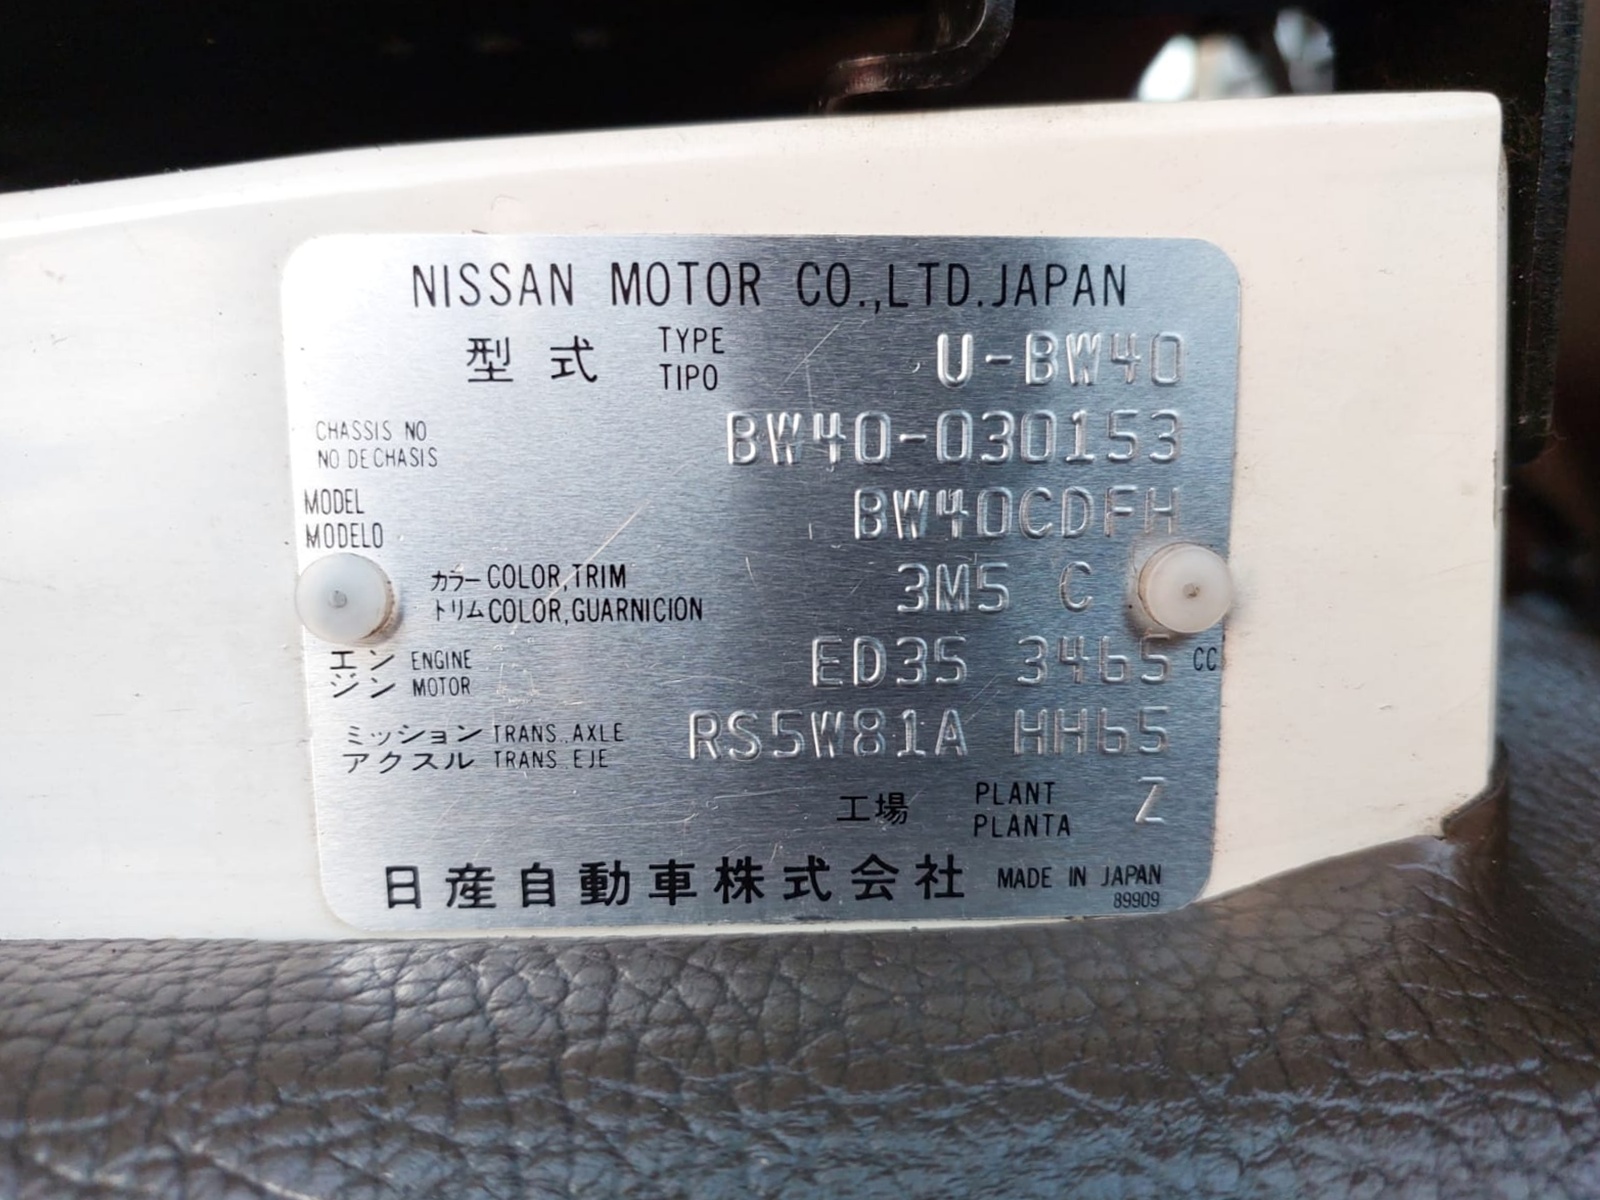 NISSAN MOTOR CO.,LTD.JAPAN
型式 TYPE TIPO U-BW40
CHASSIS NO
NO DE CHASIS BW40-030153
MODEL
MODELO BW40CDFH
カラー COLOR,TRIM 3M5 C
トリム COLOR,GUARNICION
エン ENGINE ED35 3465 CC
ジン MOTOR
ミッション TRANS.,AXLE RS5W81A HH65
アクスル TRANS. EJE
工場 PLANT PLANTA Z
日産自動車株式会社 MADE IN JAPAN
89909